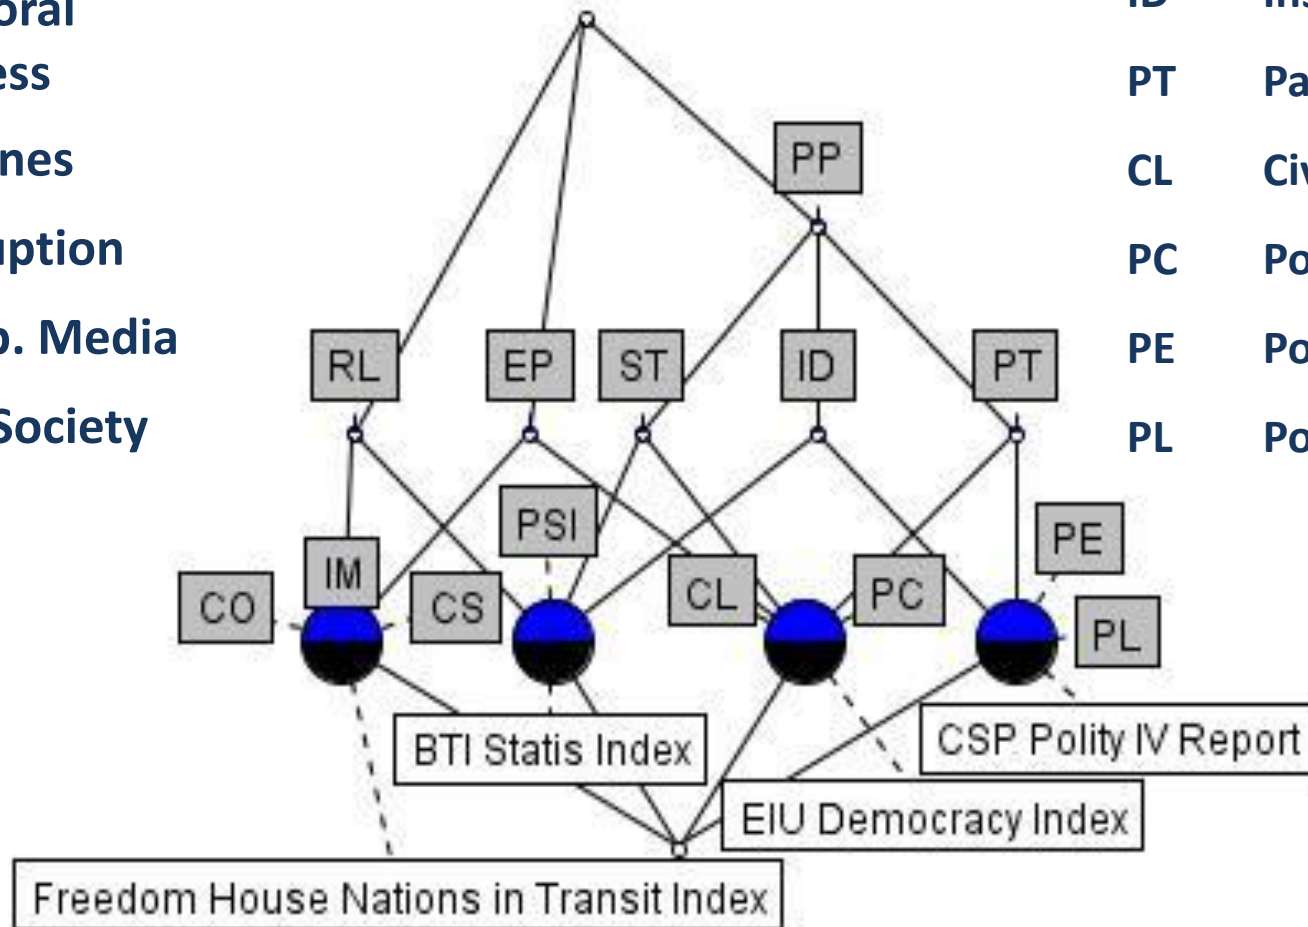 oral
ess
nes
uption
o. Media
Society
ID Ins
PT Pa
CL Civ
PC Po
PE Po
PL Po
PP
RL
EP
ST
ID
PT
PSI
PE
IM
CO
CS
CL
PC
PL
BTI Statis Index
CSP Polity IV Report
EIU Democracy Index
Freedom House Nations in Transit Index